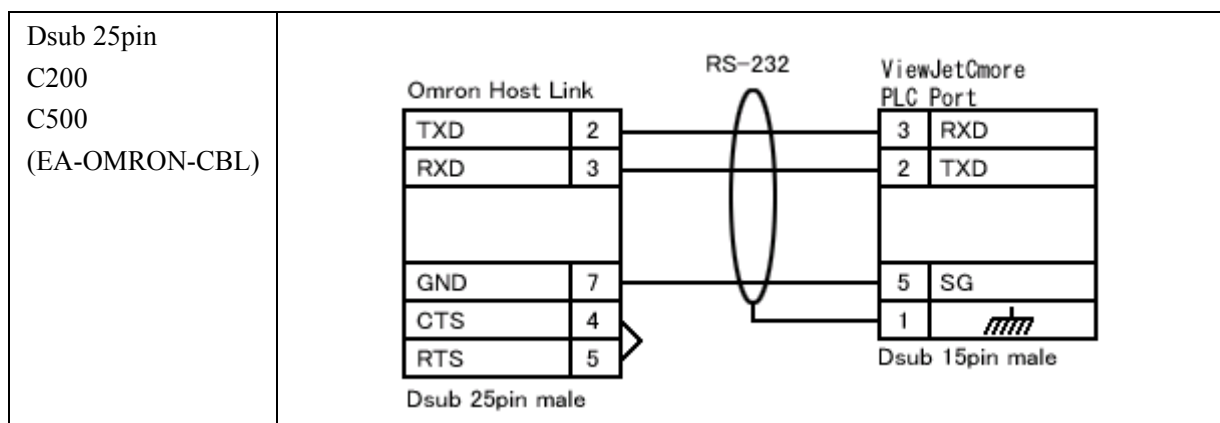 Dsub 25pin
C200
C500
(EA-OMRON-CBL)
RS-232
Omron Host Link
ViewJetCmore
PLC Port
TXD 2 3 RXD
RXD 3 2 TXD
GND 7 5 SG
CTS 4 1
RTS 5
Dsub 15pin male
Dsub 25pin male